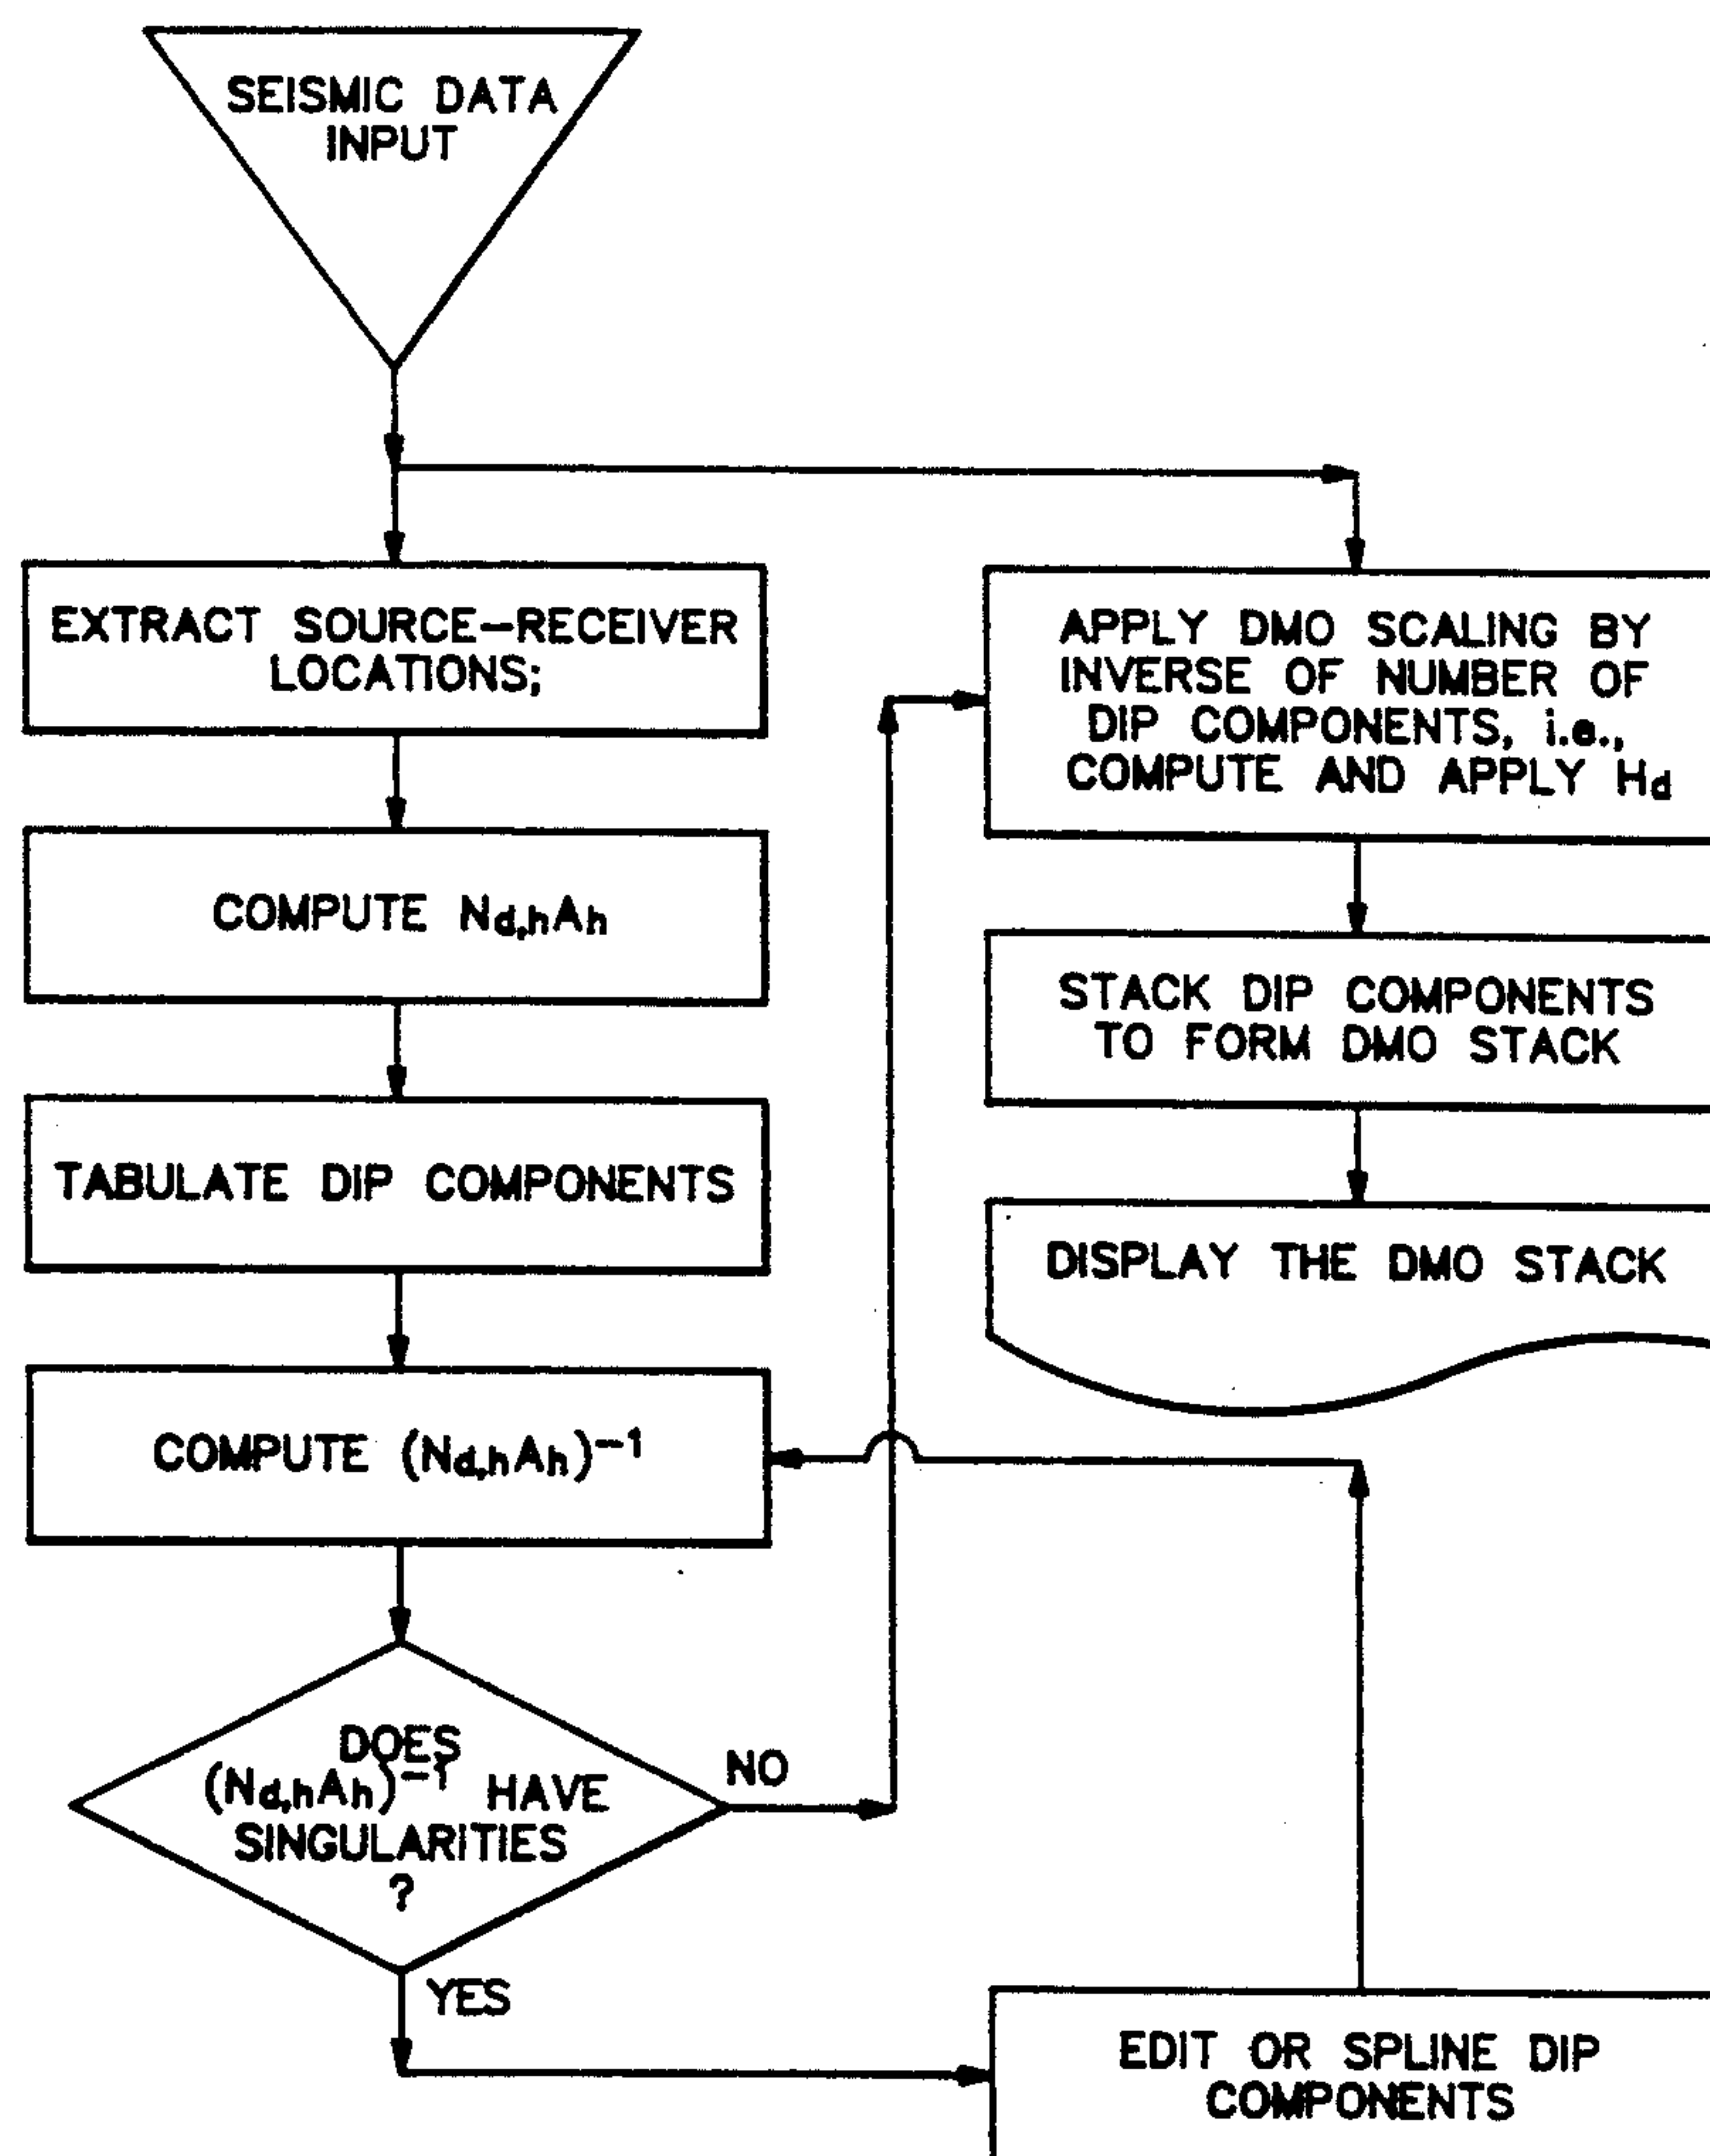 SEISMIC DATA
INPUT
EXTRACT SOURCE-RECEIVER
LOCATIONS;
COMPUTE Nd,hAh
TABULATE DIP COMPONENTS
COMPUTE (Nd,hAh)⁻¹
DOES
(Nd,hAh)⁻¹ HAVE
SINGULARITIES
?
NO
YES
APPLY DMO SCALING BY
INVERSE OF NUMBER OF
DIP COMPONENTS, i.e.,
COMPUTE AND APPLY Hd
STACK DIP COMPONENTS
TO FORM DMO STACK
DISPLAY THE DMO STACK
EDIT OR SPLINE DIP
COMPONENTS